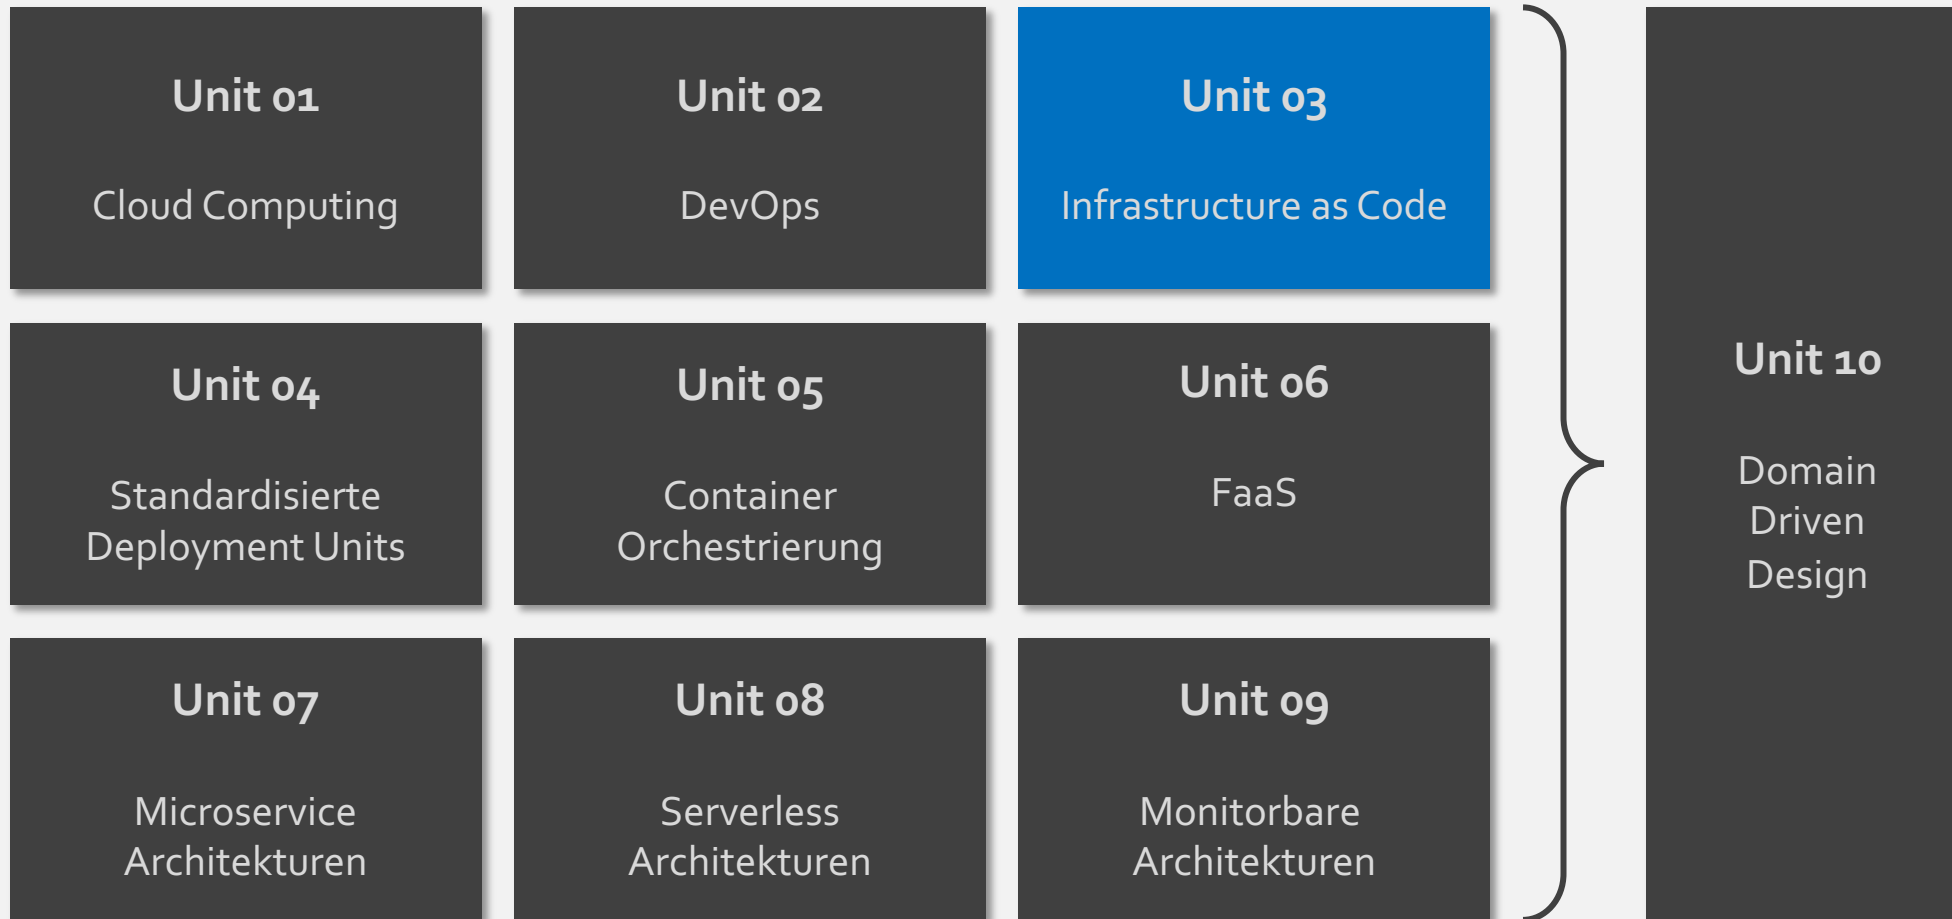 Unit 01
Cloud Computing
Unit 02
DevOps
Unit 03
Infrastructure as Code
Unit 04
Standardisierte
Deployment Units
Unit 05
Container
Orchestrierung
Unit 06
FaaS
Unit 07
Microservice
Architekturen
Unit 08
Serverless
Architekturen
Unit 09
Monitorbare
Architekturen
Unit 10
Domain
Driven
Design